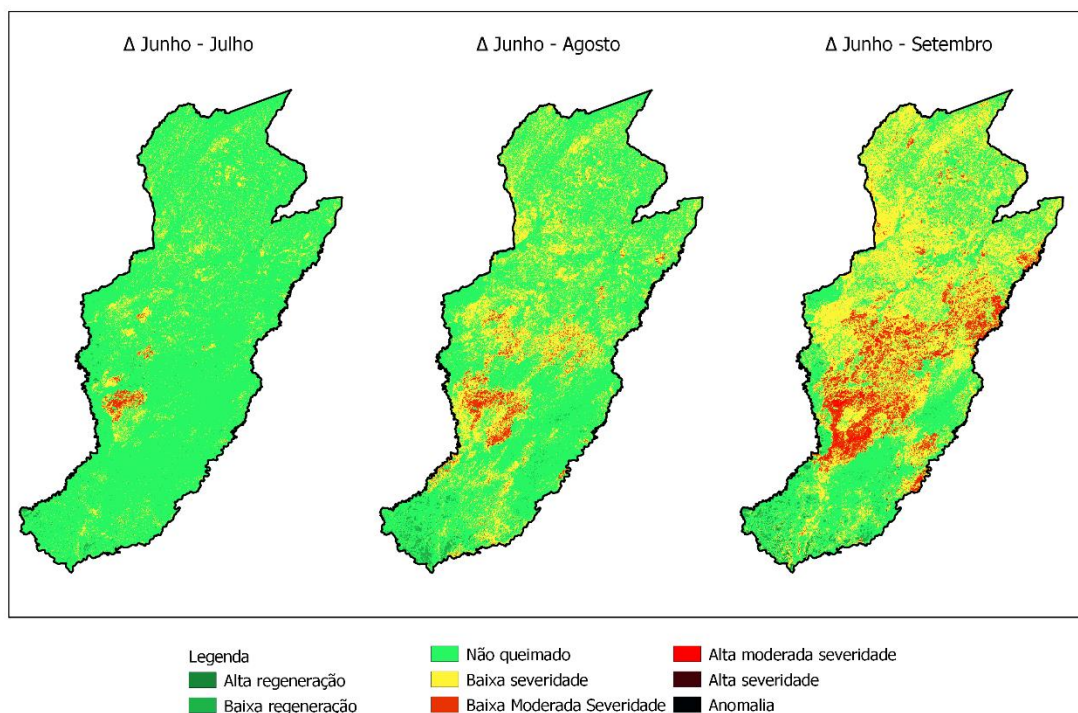 Δ Junho - Julho
Δ Junho - Agosto
Δ Junho - Setembro
Legenda
Alta regeneração
Baixa regeneração
Não queimado
Baixa severidade
Baixa Moderada Severidade
Alta moderada severidade
Alta severidade
Anomalia